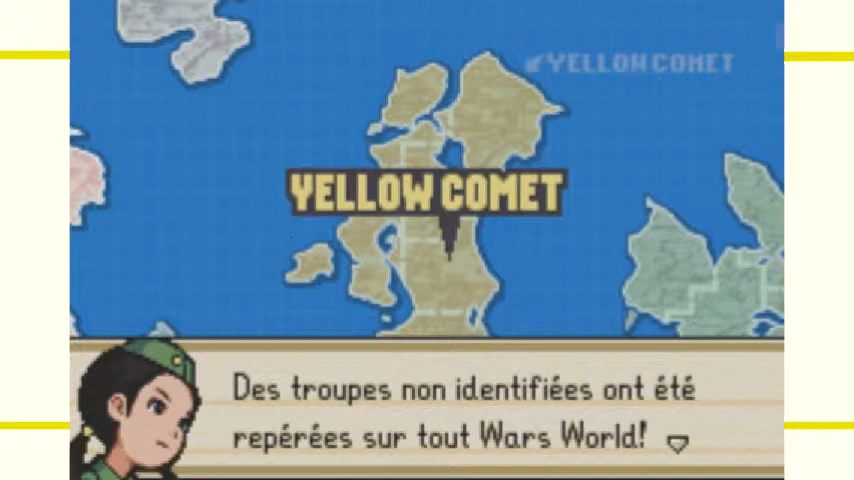 YELLOW COMET
YELLOW COMET
Des troupes non identifiées ont été
repérées sur tout Wars World!